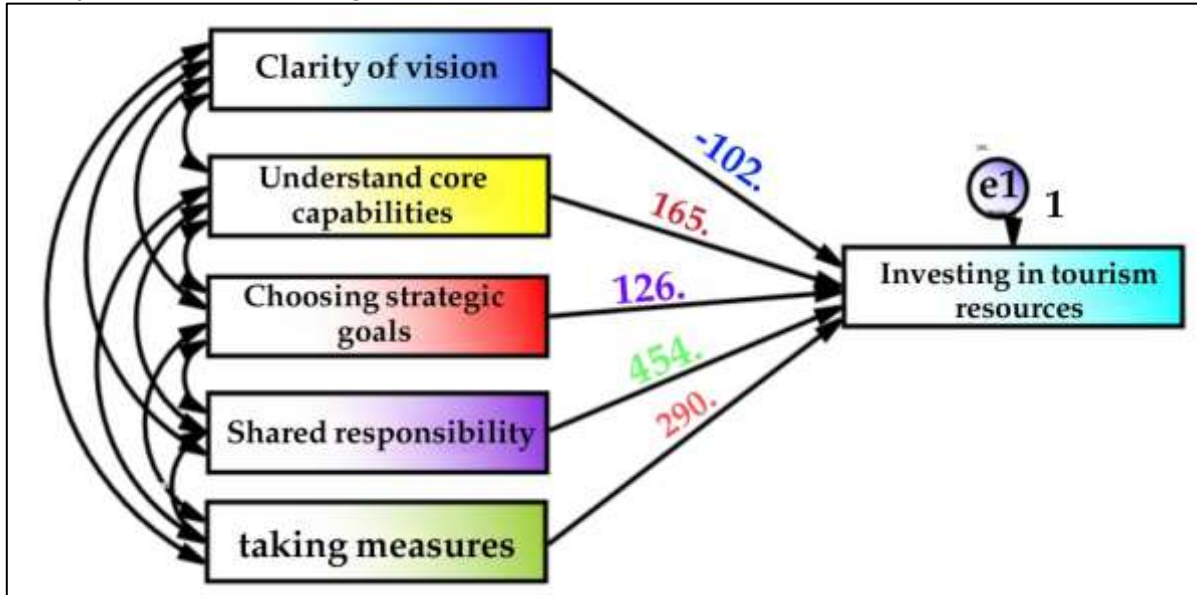 Clarity of vision
Understand core
capabilities
Choosing strategic
goals
Shared responsibility
taking measures
-102.
165.
126.
454.
290.
e1
1
Investing in tourism
resources